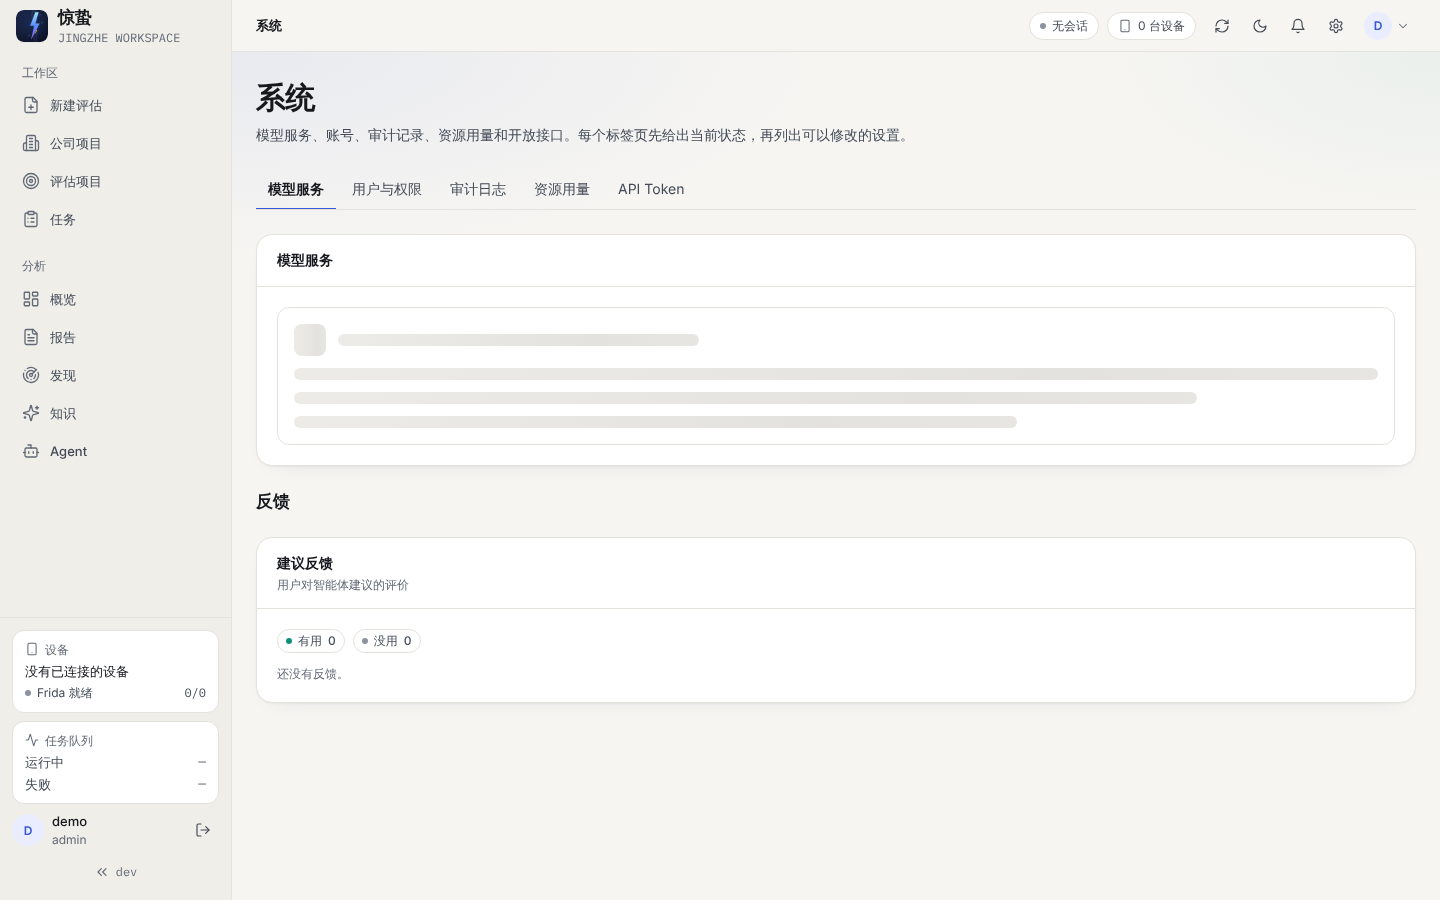 惊蛰
JINGZHE WORKSPACE
工作区
新建评估
公司项目
评估项目
任务
分析
概览
报告
发现
知识
Agent
设备
没有已连接的设备
Frida 就绪 0/0
任务队列
运行中 —
失败 —
D demo
admin
dev
系统
无会话
0 台设备
D
系统
模型服务、账号、审计记录、资源用量和开放接口。每个标签页先给出当前状态，再列出可以修改的设置。
模型服务 用户与权限 审计日志 资源用量 API Token
模型服务
反馈
建议反馈
用户对智能体建议的评价
有用 0 没用 0
还没有反馈。